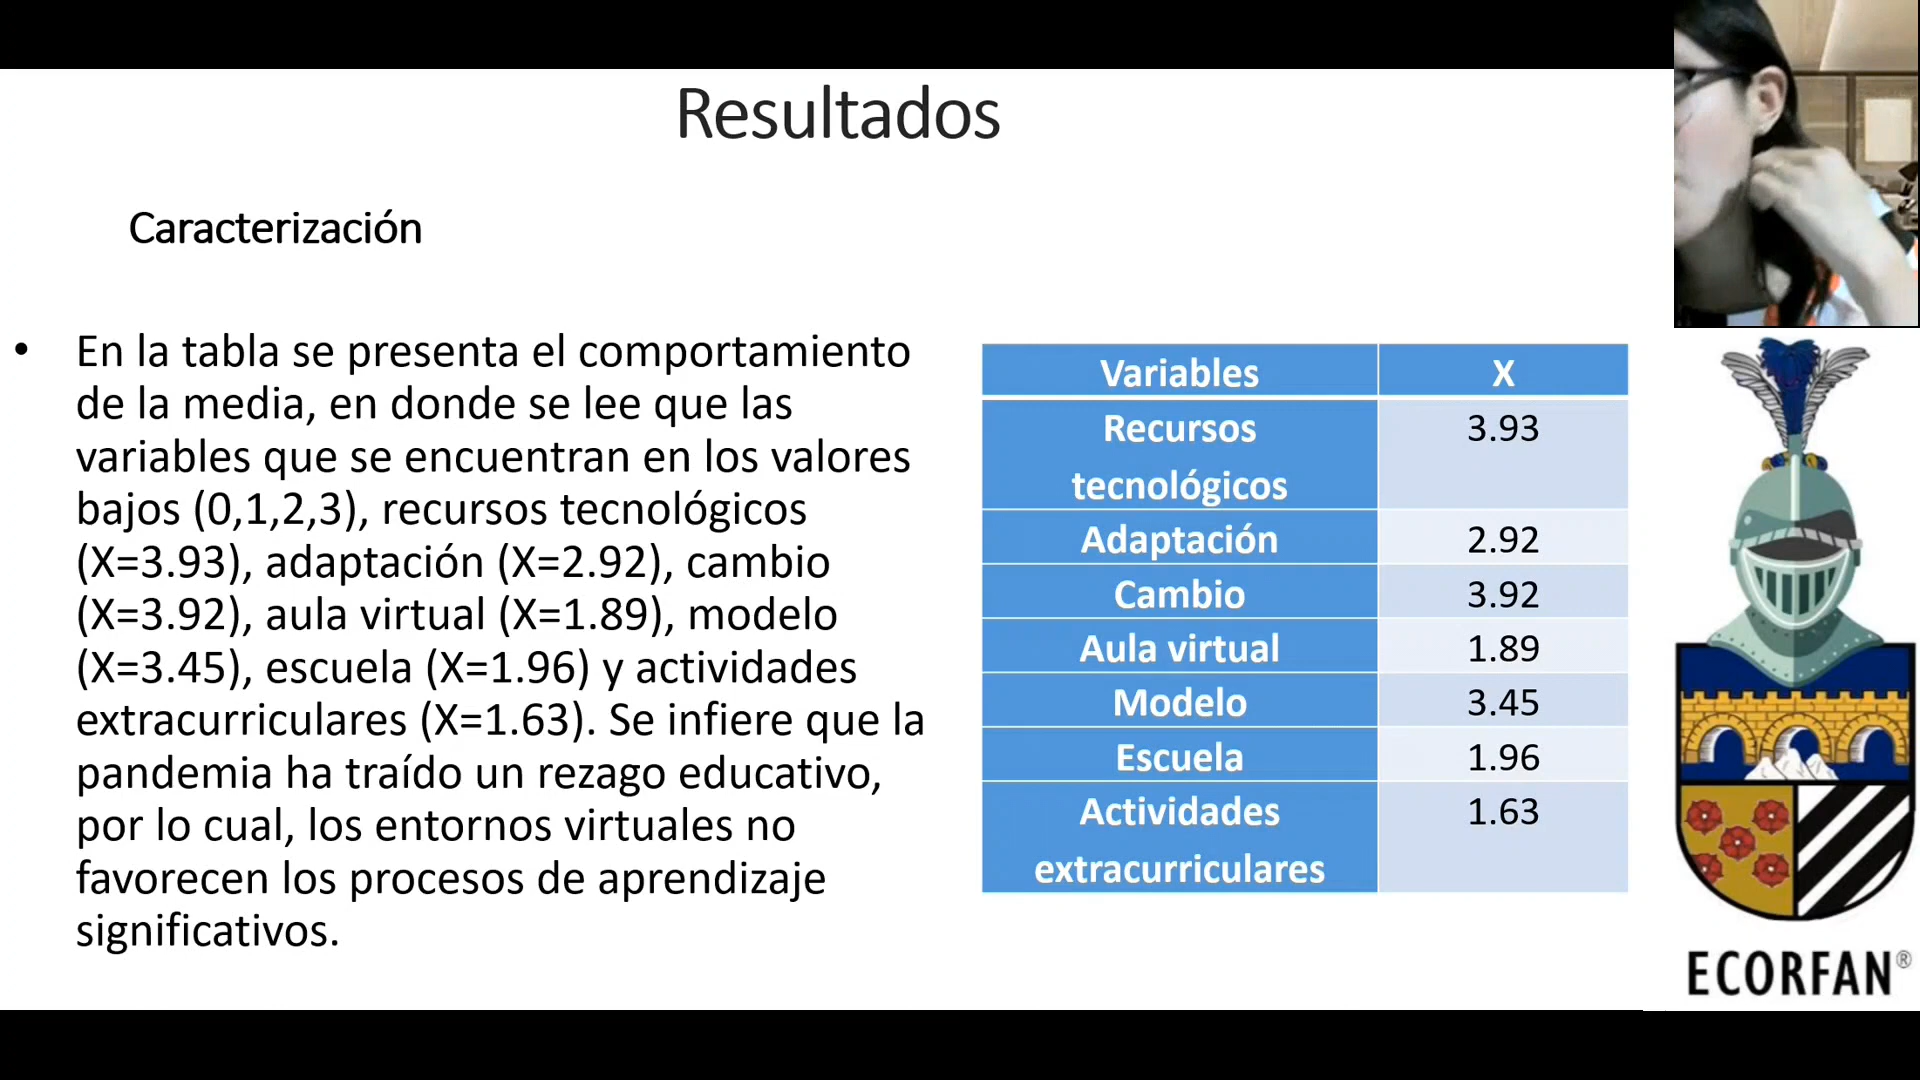 Resultados
Caracterización
• En la tabla se presenta el comportamiento
de la media, en donde se lee que las
variables que se encuentran en los valores
bajos (0,1,2,3), recursos tecnológicos
(X=3.93), adaptación (X=2.92), cambio
(X=3.92), aula virtual (X=1.89), modelo
(X=3.45), escuela (X=1.96) y actividades
extracurriculares (X=1.63). Se infiere que la
pandemia ha traído un rezago educativo,
por lo cual, los entornos virtuales no
favorecen los procesos de aprendizaje
significativos.
Variables X
Recursos 3.93
tecnológicos
Adaptación 2.92
Cambio 3.92
Aula virtual 1.89
Modelo 3.45
Escuela 1.96
Actividades 1.63
extracurriculares
ECORFAN®